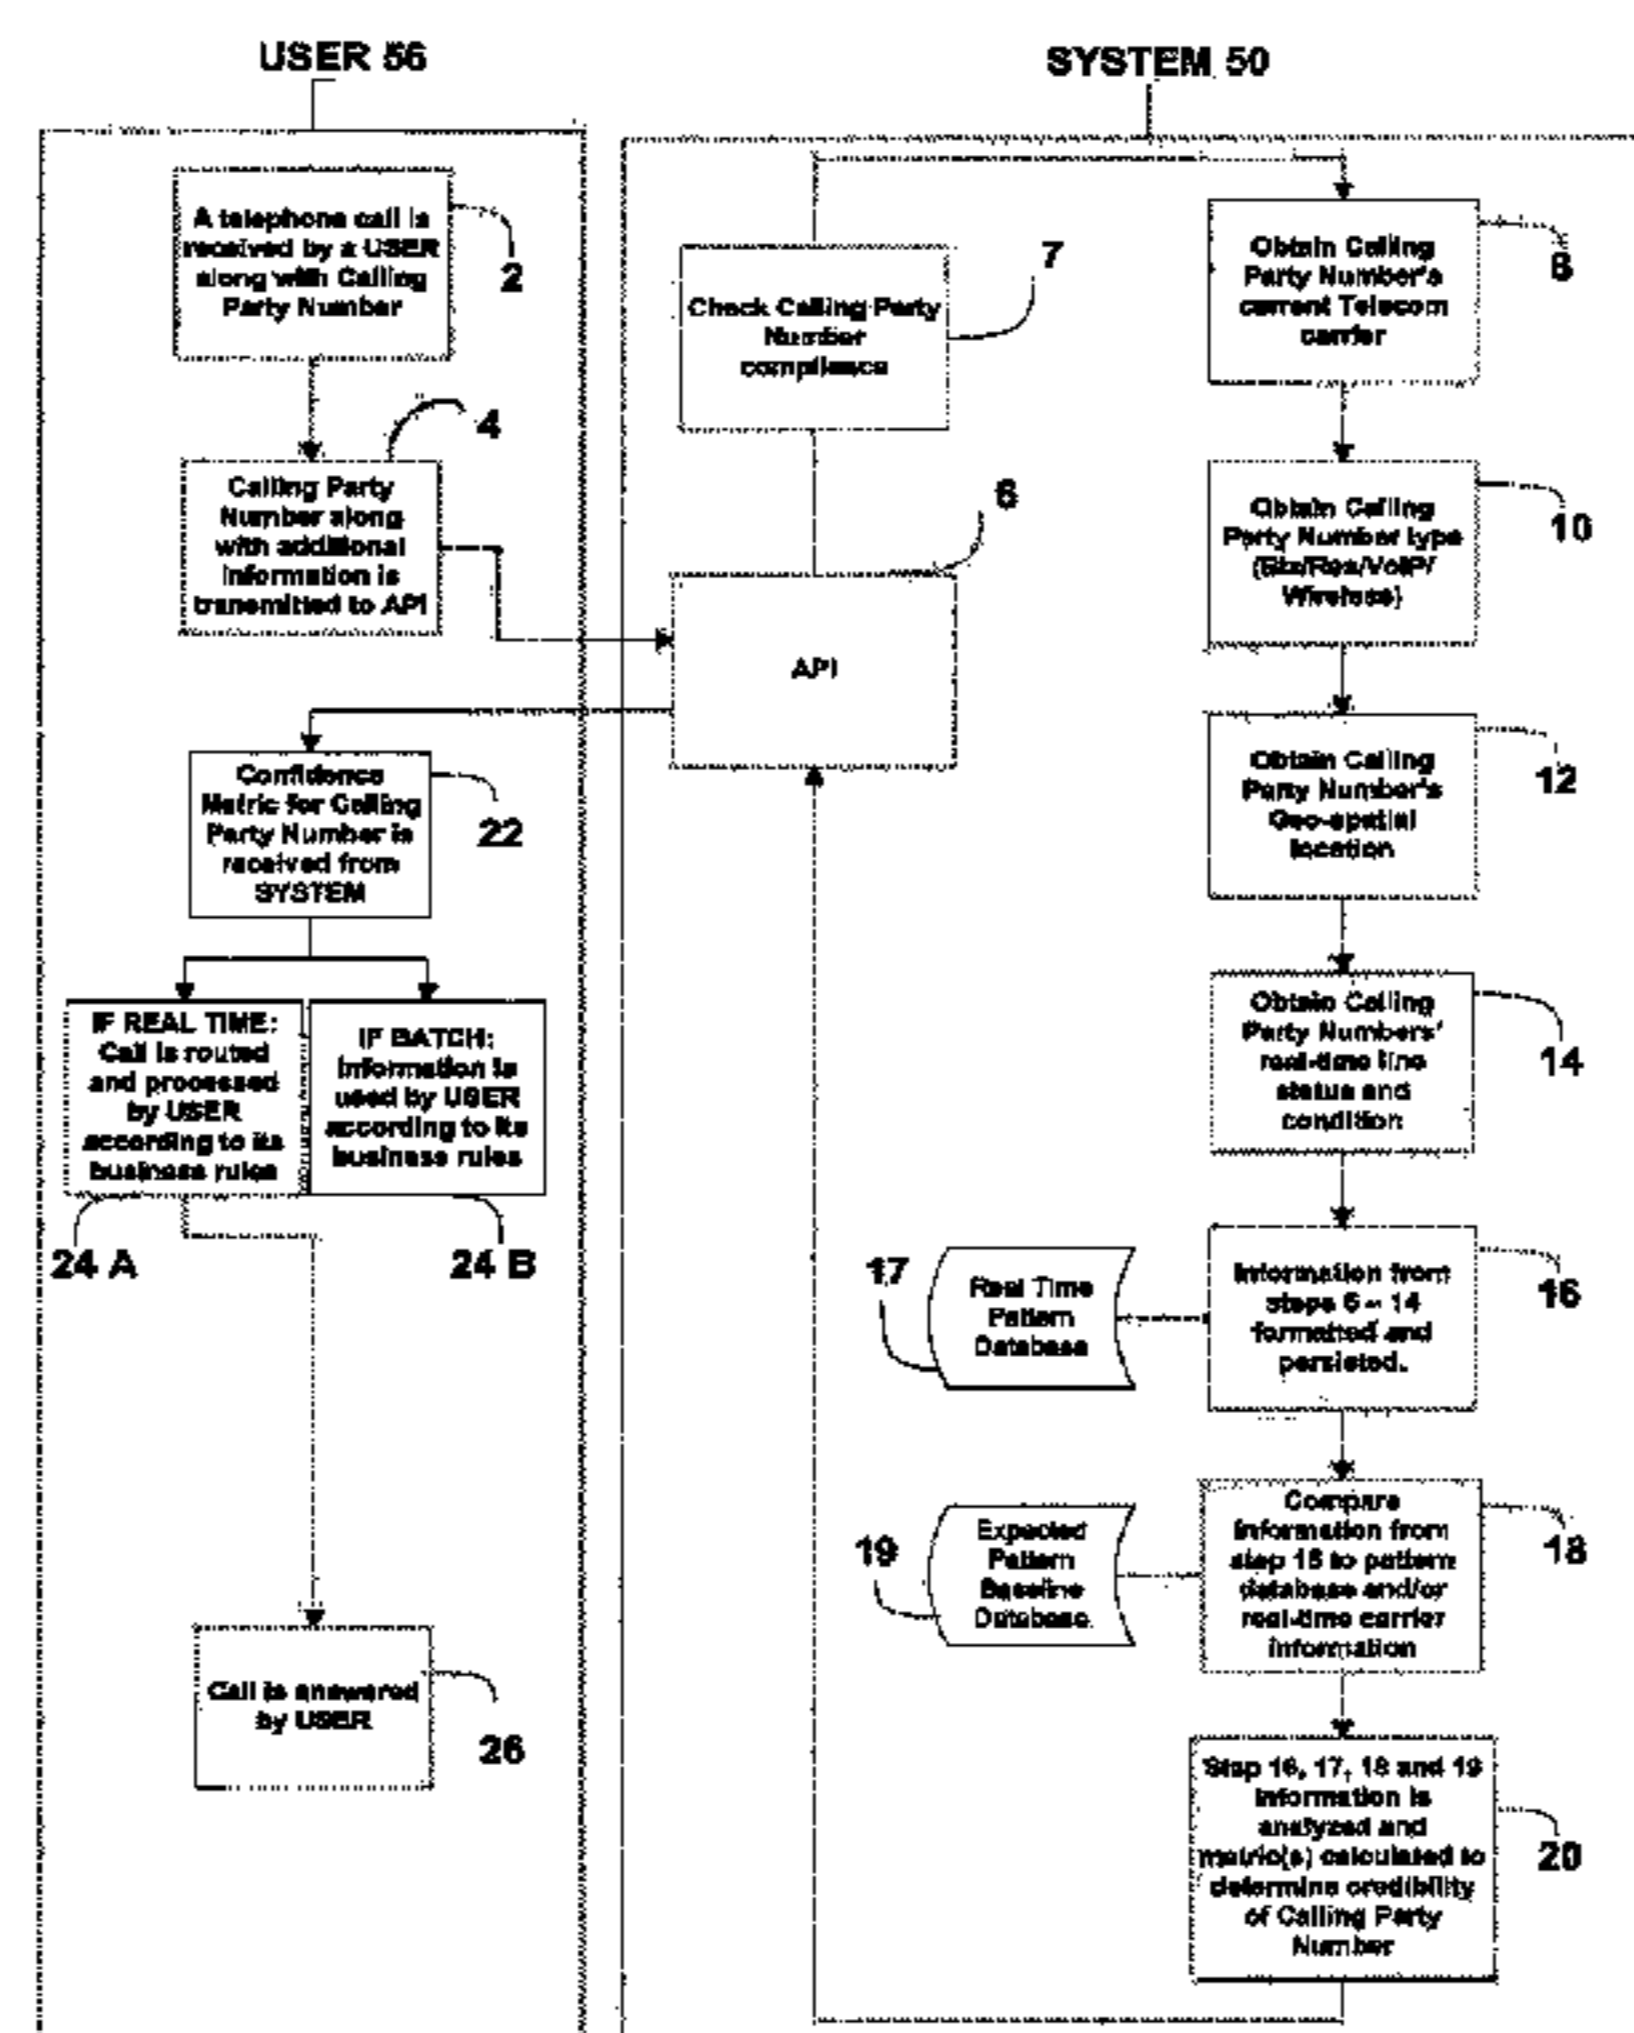 USER 56
A telephone call is
received by a USER
along with Calling
Party Number
2
4
Calling Party
Number along
with additional
information is
transmitted to API
Confidence
Metric for Calling
Party Number is
received from
SYSTEM
22
IF REAL TIME:
Call is routed
and processed
by USER
according to its
business rules
24 A
IF BATCH:
Information is
used by USER
according to its
business rules
24 B
Call is answered
by USER
26
SYSTEM 50
Check Calling Party
Number
compliance
7
6
API
Obtain Calling
Party Number's
current Telecom
carrier
8
Obtain Calling
Party Number type
(Biz/Res/VoIP/
Wireless)
10
Obtain Calling
Party Number's
Geo-spatial
location
12
Obtain Calling
Party Numbers'
real-time line
status and
condition
14
17
Real Time
Pattern
Database
Information from
steps 6 - 14
formatted and
persisted.
16
19
Expected
Pattern
Baseline
Database
Compare
information from
step 16 to pattern
database and/or
real-time carrier
information
18
Step 16, 17, 18 and 19
information is
analyzed and
metric(s) calculated to
determine credibility
of Calling Party
Number
20